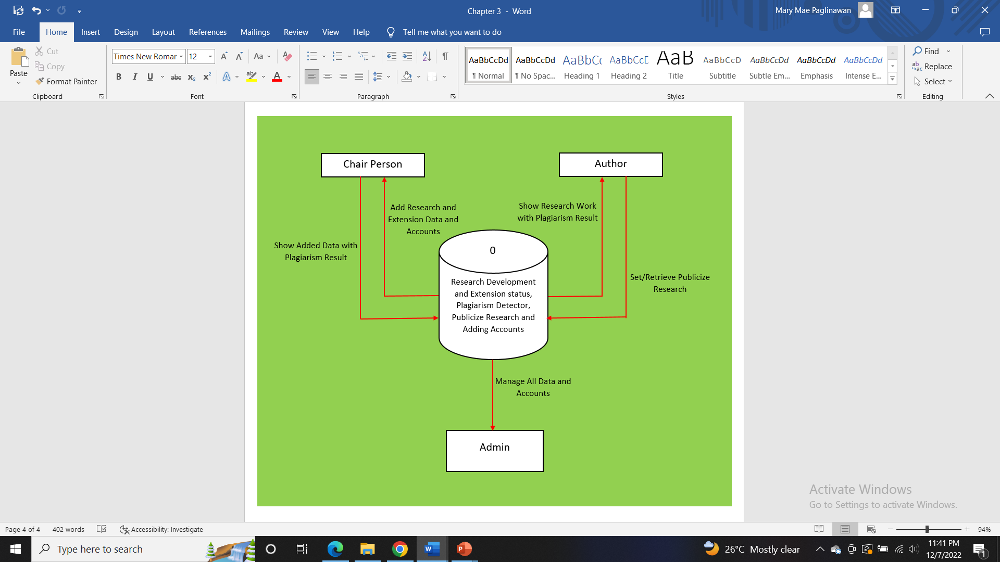 Chapter 3 - Word
Mary Mae Paglinawan
File
Home
Insert
Design
Layout
References
Mailings
Review
View
Help
Tell me what you want to do
Paste
Cut
Copy
Format Painter
Clipboard
Times New Romar
12
Aa
B I U abc x₂ x²
A
Font
Paragraph
AaBbCcDd
¶ Normal
AaBbCcDd
¶ No Spac...
AaBbCc
Heading 1
AaBbCcC
Heading 2
AaB
Title
AaBbCcD
Subtitle
AaBbCcDd
Subtle Em...
AaBbCcDd
Emphasis
AaBbCcDd
Intense E...
Styles
Find
Replace
Select
Editing
Chair Person
Author
Add Research and
Extension Data and
Accounts
Show Research Work
with Plagiarism Result
Show Added Data with
Plagiarism Result
0
Research Development
and Extension status,
Plagiarism Detector,
Publicize Research and
Adding Accounts
Set/Retrieve Publicize
Research
Manage All Data and
Accounts
Admin
Activate Windows
Go to Settings to activate Windows.
Page 4 of 4
402 words
Accessibility: Investigate
94%
Type here to search
26°C Mostly clear
11:41 PM
12/7/2022
1